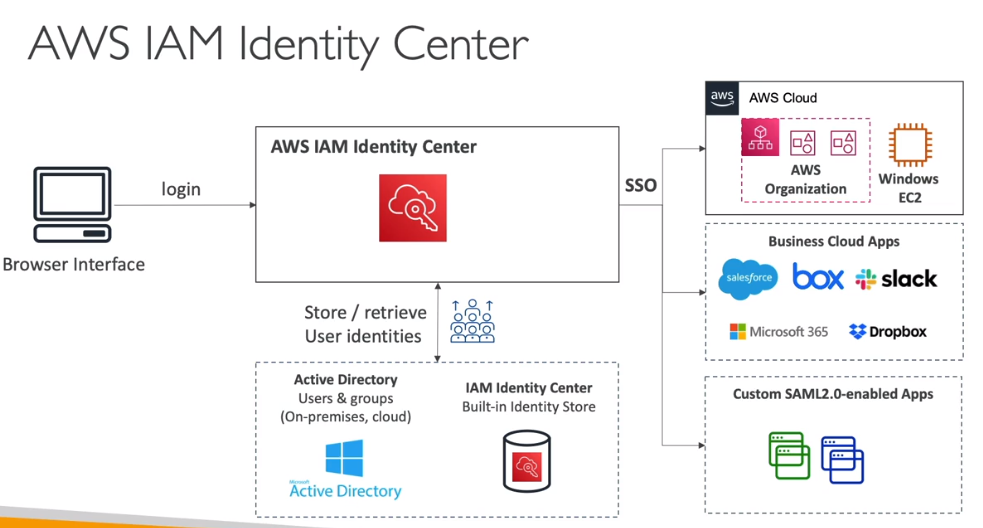 AWS IAM Identity Center
Browser Interface
login
AWS IAM Identity Center
SSO
Store / retrieve
User identities
Active Directory
Users & groups
(On-premises, cloud)
Microsoft
Active Directory
IAM Identity Center
Built-in Identity Store
aws
AWS Cloud
AWS
Organization
Windows
EC2
Business Cloud Apps
salesforce
box
slack
Microsoft 365
Dropbox
Custom SAML2.0-enabled Apps